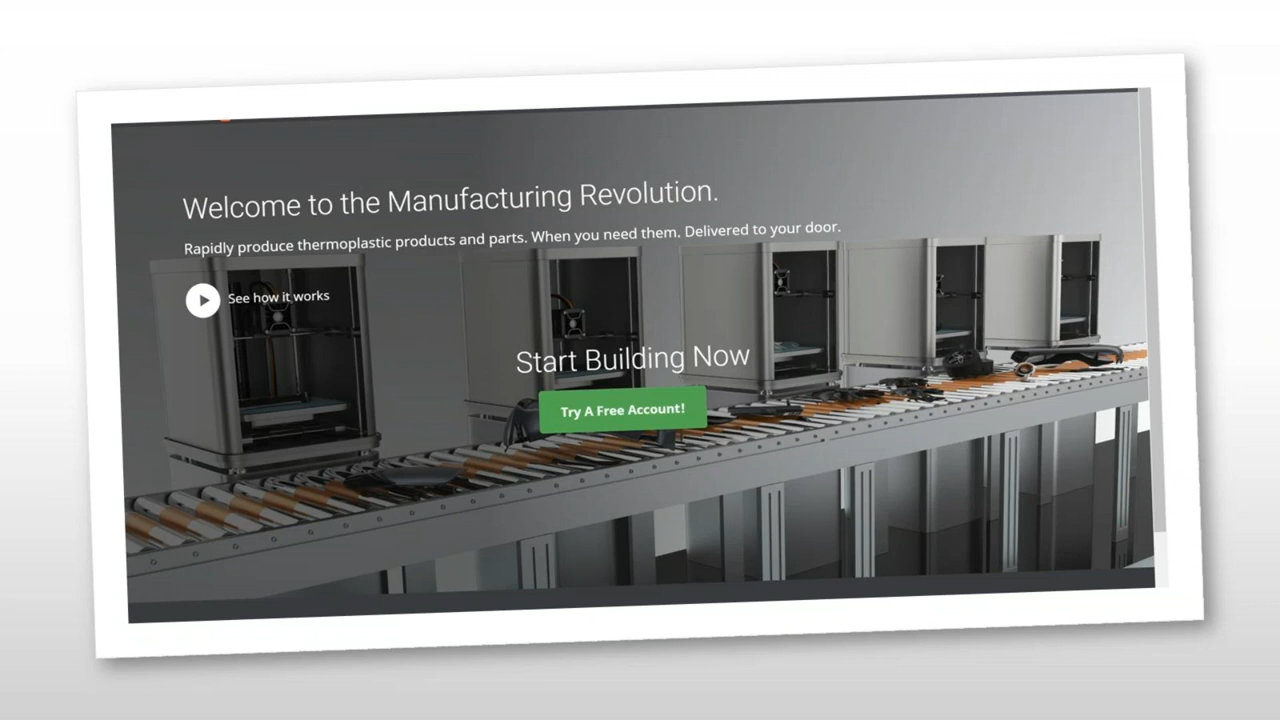 Welcome to the Manufacturing Revolution.
Rapidly produce thermoplastic products and parts. When you need them. Delivered to your door.
See how it works
Start Building Now
Try A Free Account!